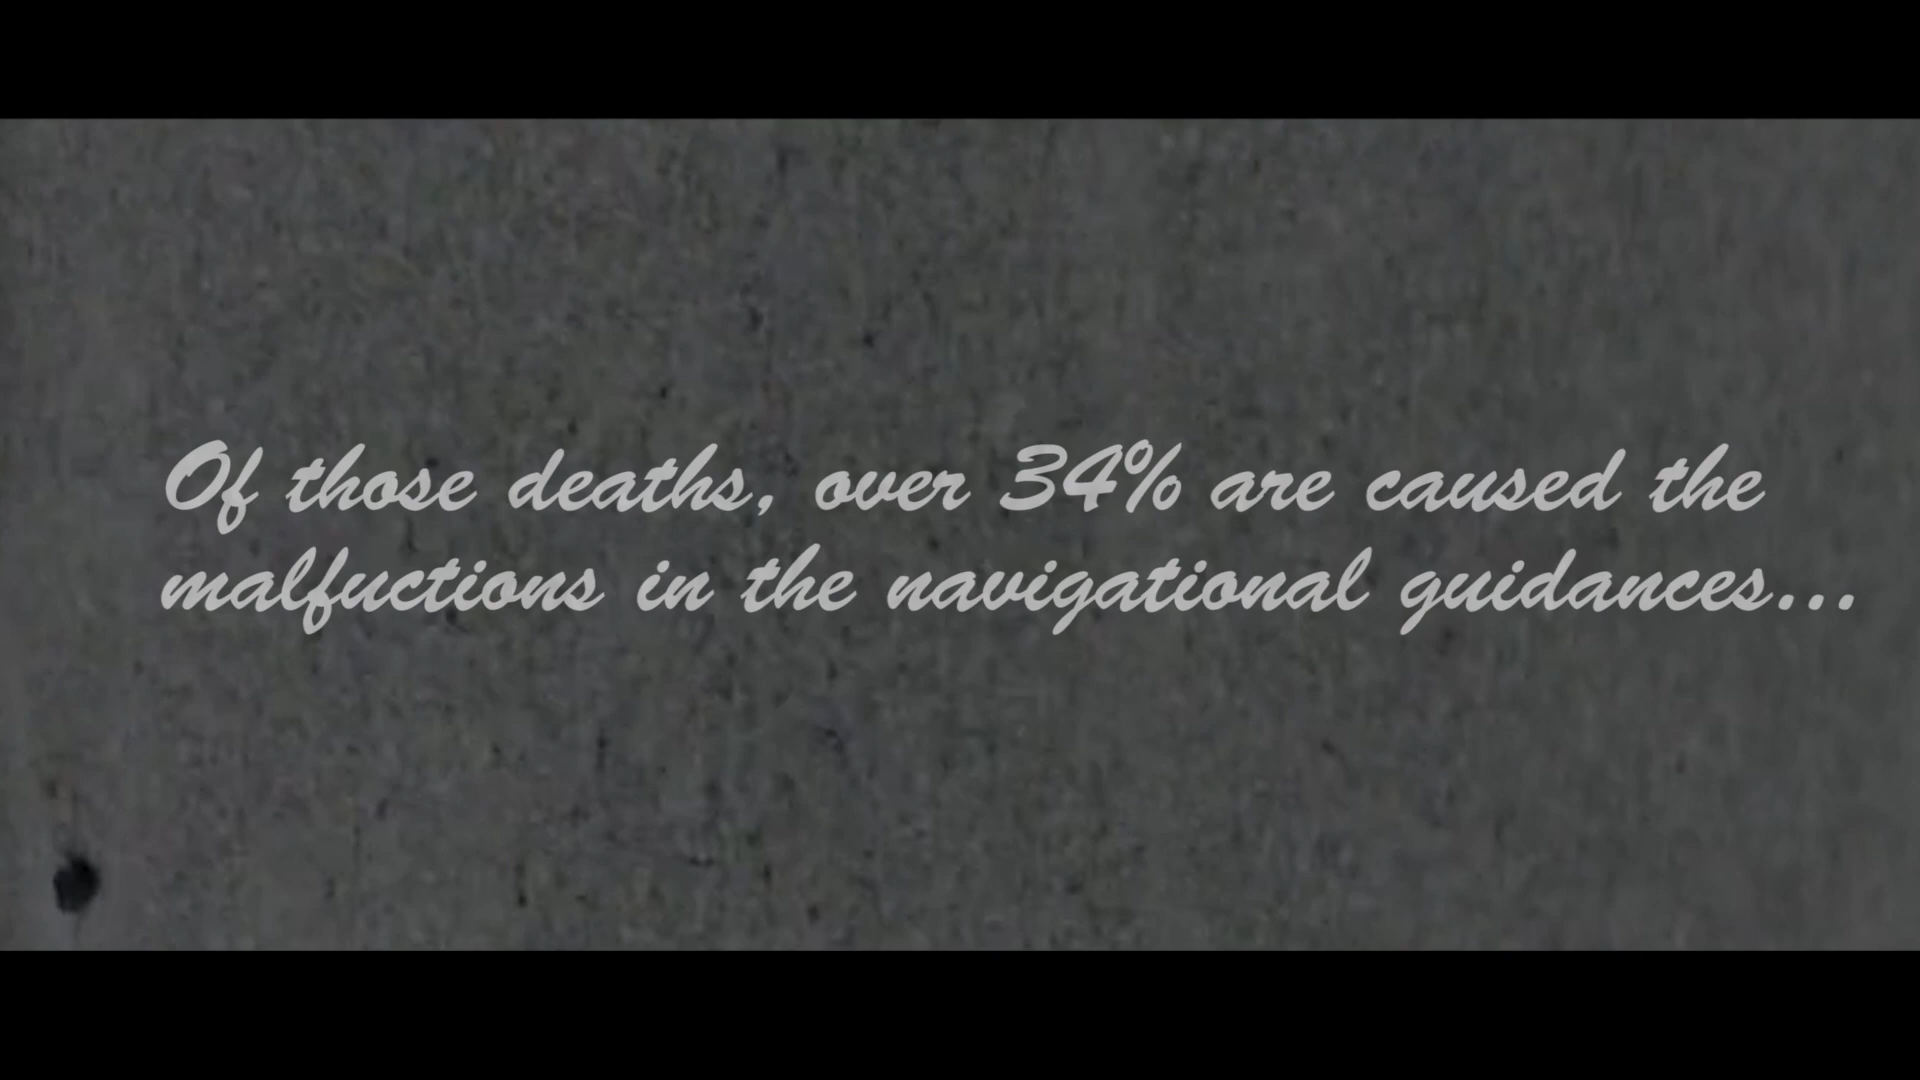 Of those deaths, over 34% are caused the
malfuctions in the navigational guidances...